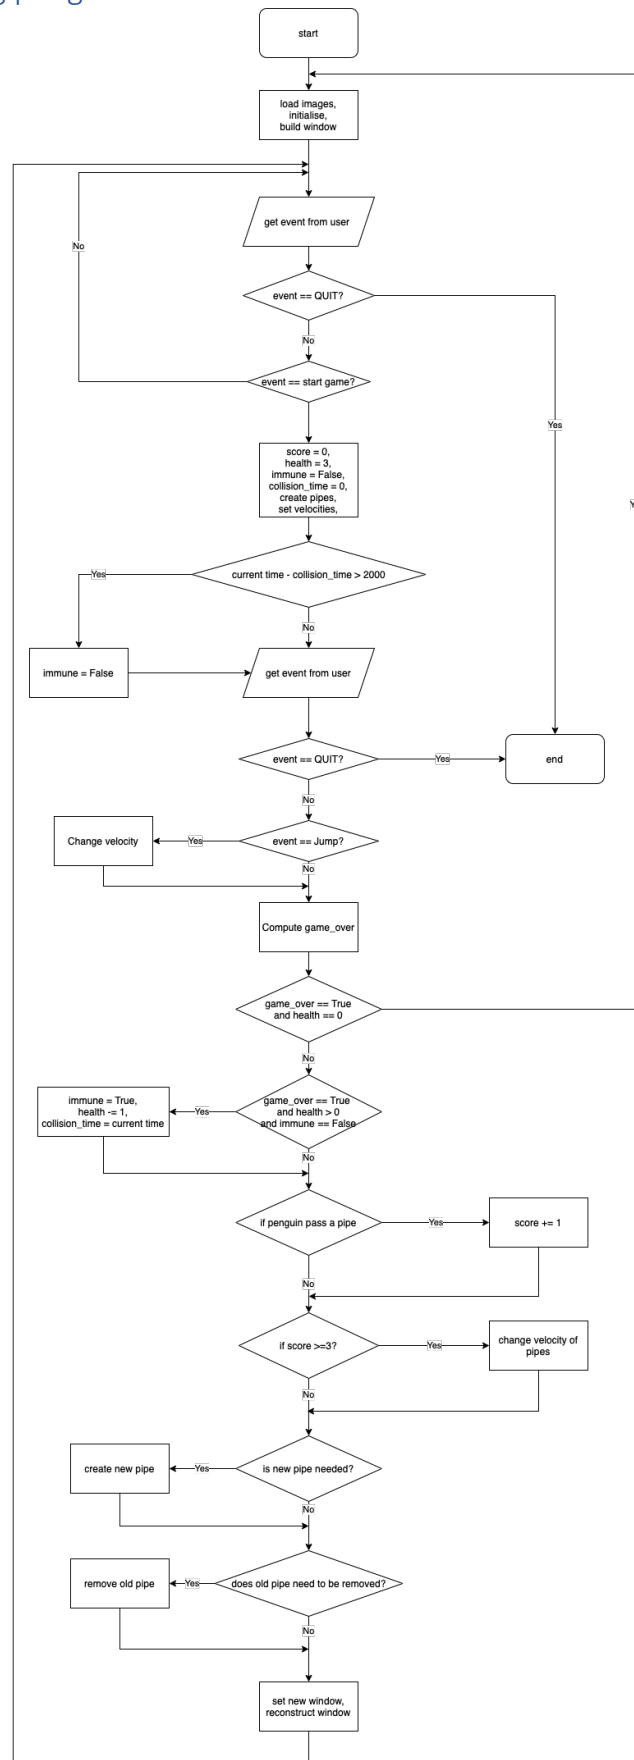 start
load images,
initialise,
build window
get event from user
No
event == QUIT?
No
event == start game?
Yes
score = 0,
health = 3,
immune = False,
collision_time = 0,
create pipes,
set velocities,
current time - collision_time > 2000
Yes
No
immune = False
get event from user
event == QUIT?
Yes
end
No
Change velocity
Yes
event == Jump?
No
Compute game_over
game_over == True
and health == 0
No
immune = True,
health -= 1,
collision_time = current time
Yes
game_over == True
and health > 0
and immune == False
No
if penguin pass a pipe
Yes
score += 1
No
if score >=3?
Yes
change velocity of
pipes
No
create new pipe
Yes
is new pipe needed?
No
remove old pipe
Yes
does old pipe need to be removed?
No
set new window,
reconstruct window